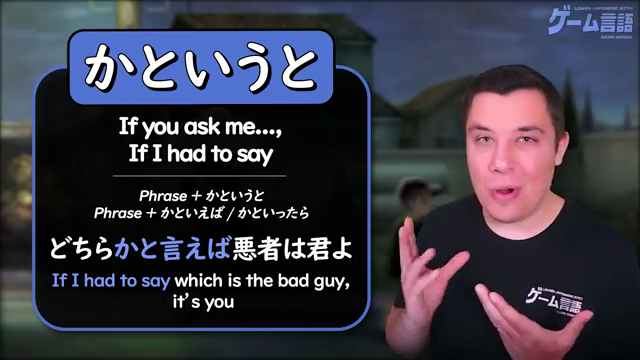 かというと
If you ask me...,
If I had to say
Phrase + かというと
Phrase + かといえば / かといったら
どちらかと言えば悪者は君よ
If I had to say which is the bad guy,
it's you
LEARN JAPANESE WITH
ゲーム言語
GAME GENGO
ゲーム言語